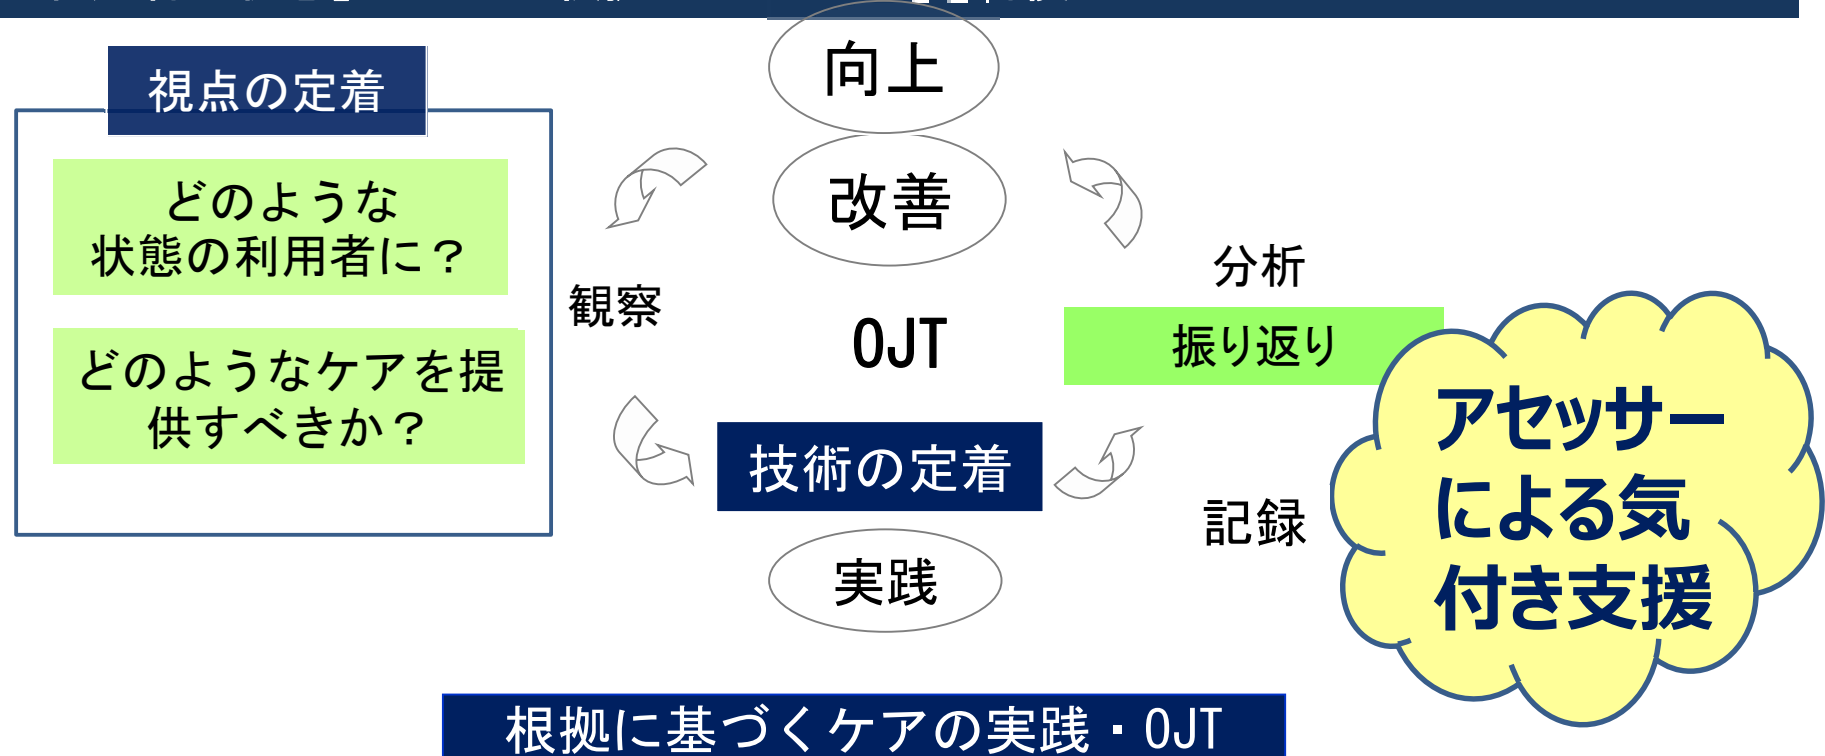 向上
視点の定着
改善
どのような
状態の利用者に？
分析
観察
OJT
振り返り
どのようなケアを提
供すべきか？
アセッサー
による気
付き支援
技術の定着
記録
実践
根拠に基づくケアの実践・OJT